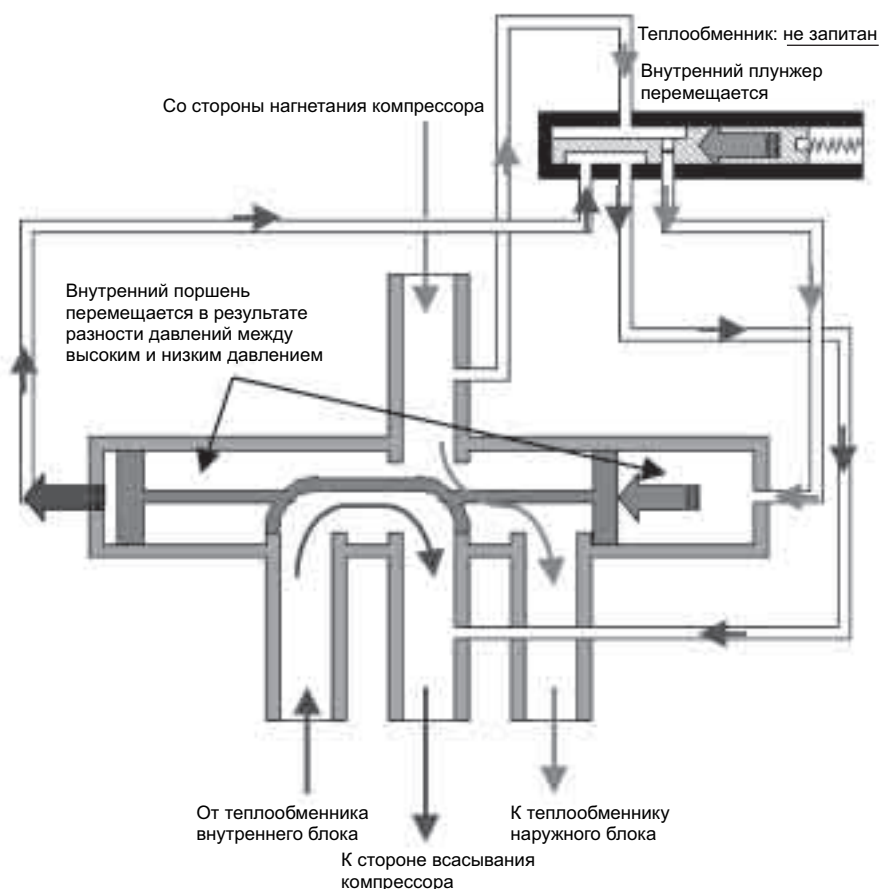 Теплообменник: не запитан
Внутренний плунжер
перемещается
Со стороны нагнетания компрессора
Внутренний поршень
перемещается в результате
разности давлений между
высоким и низким давлением
От теплообменника
внутреннего блока
К стороне всасывания
компрессора
К теплообменнику
наружного блока